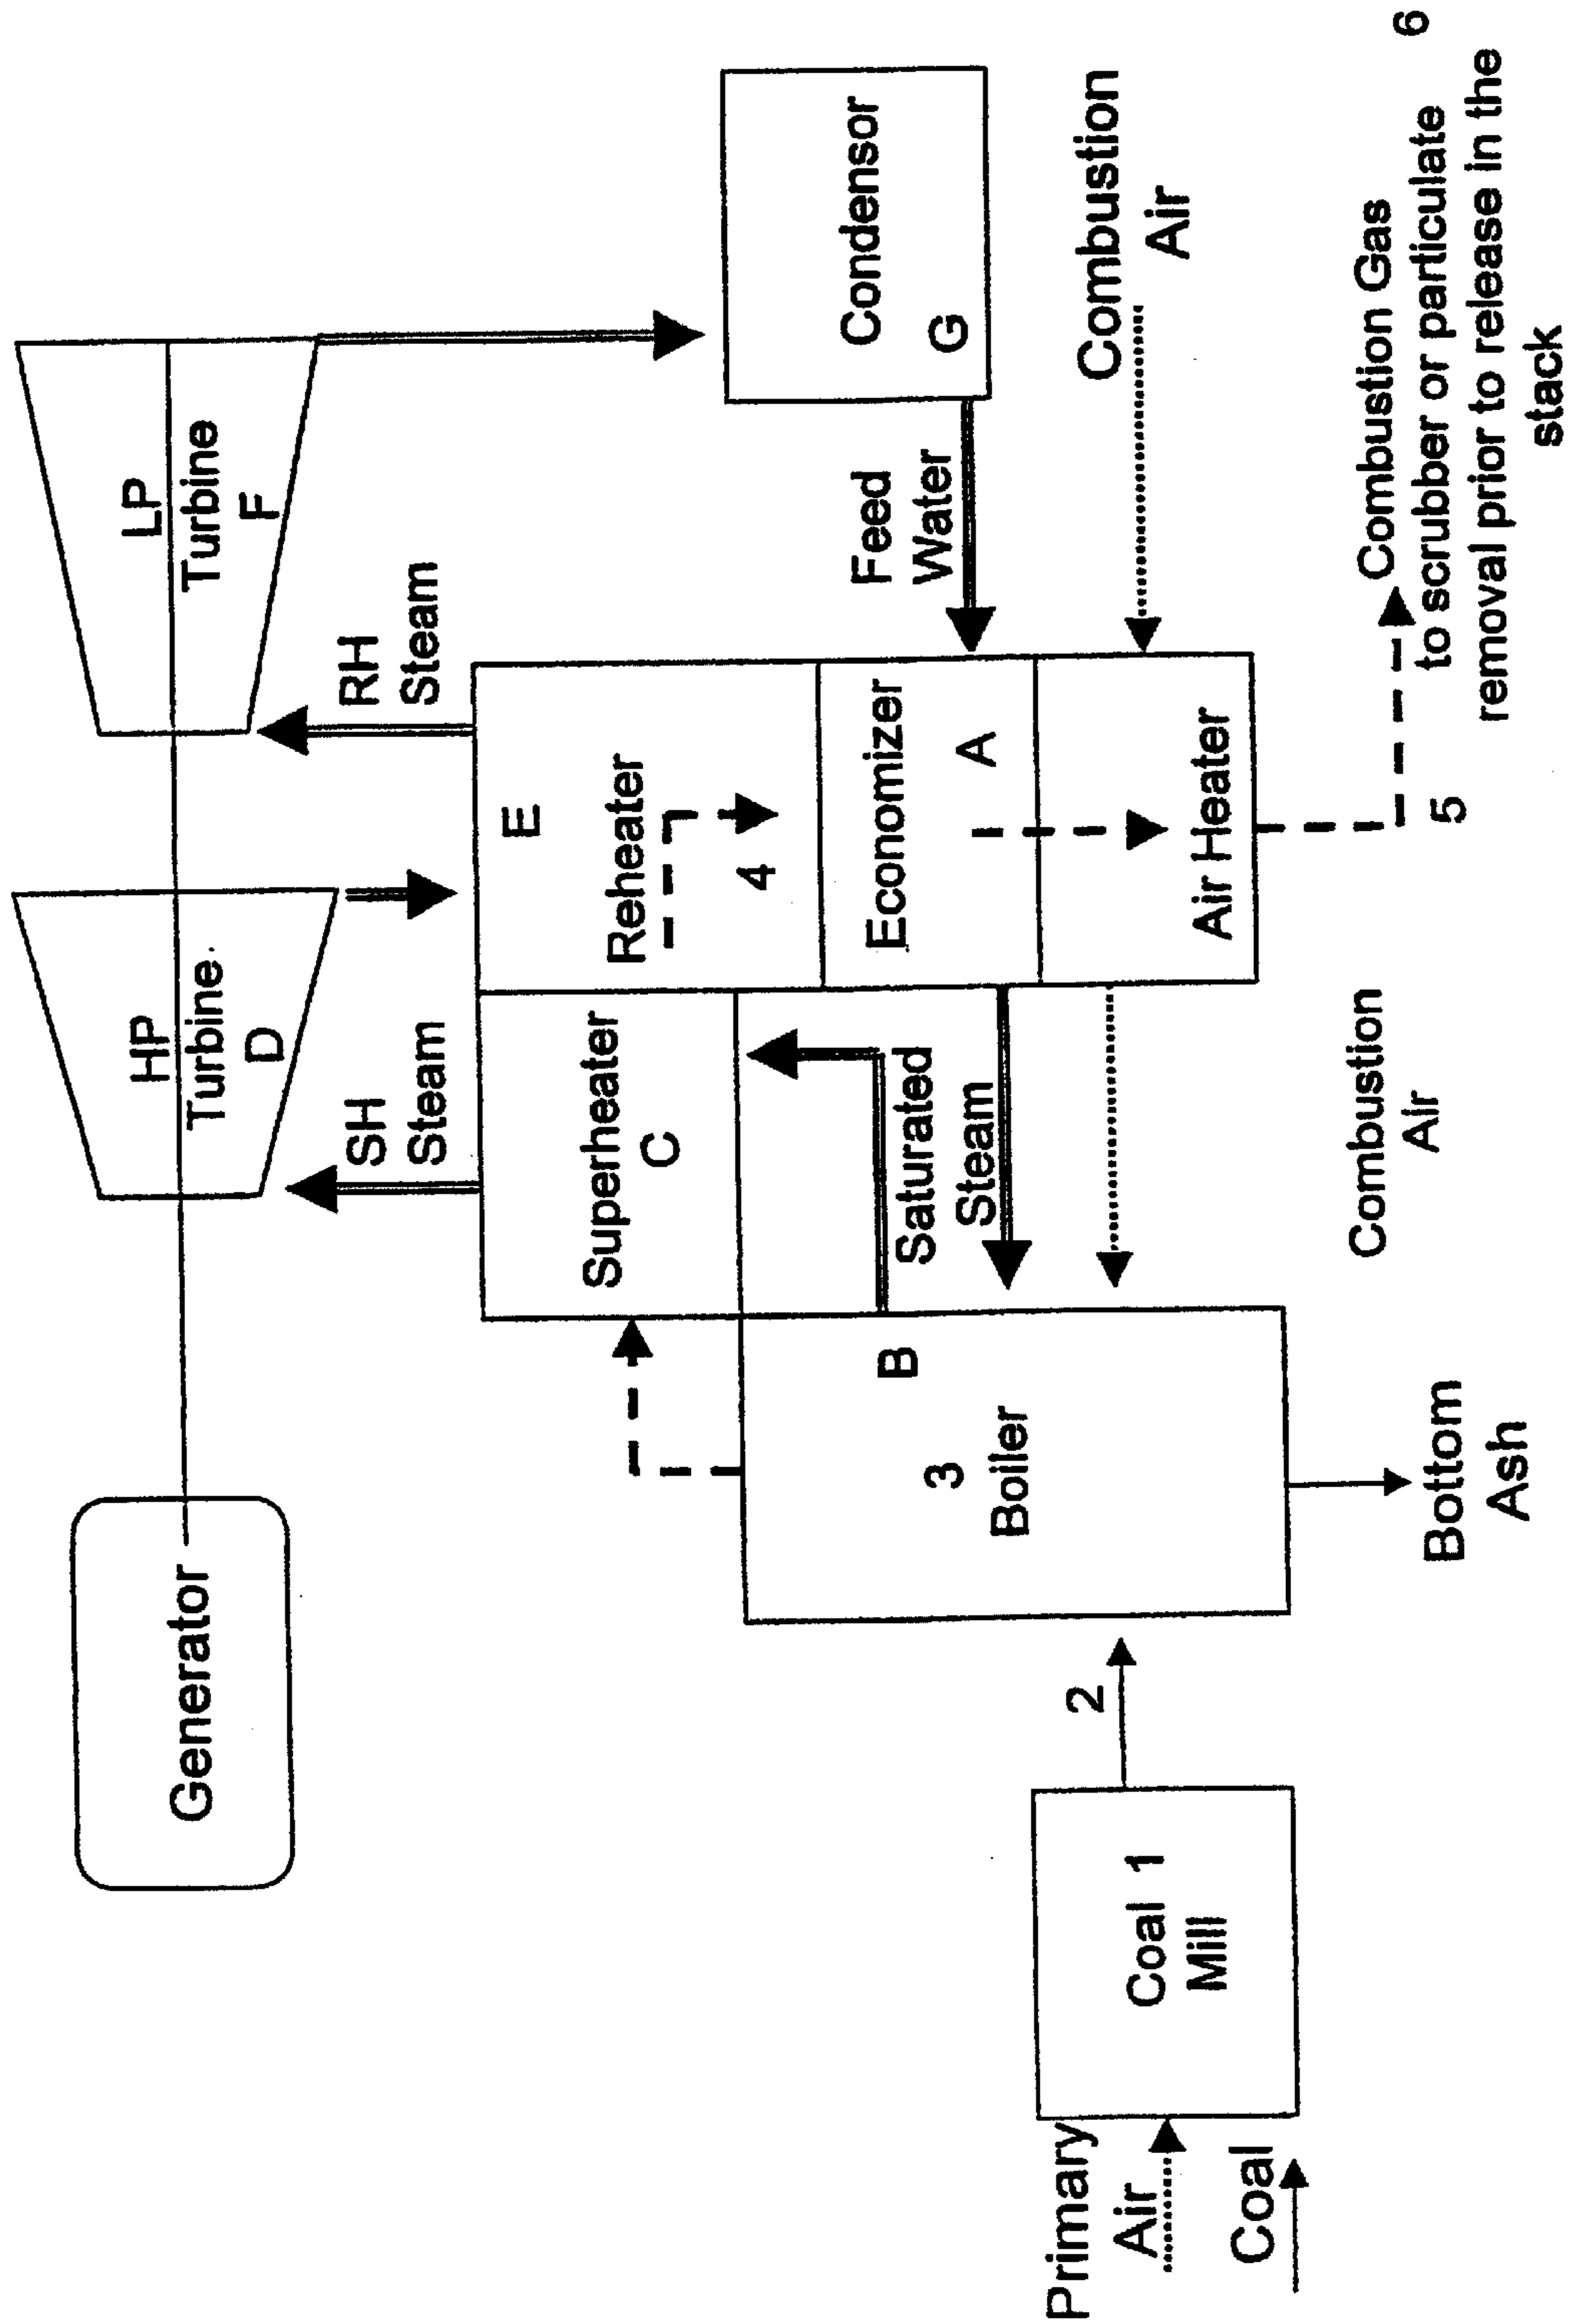 Generator
HP
Turbine
D
LP
Turbine
F
SH
Steam
RH
Steam
Superheater
C
E
Reheater
4
Economizer
A
Air Heater
Condensor
G
Feed
Water
Saturated
Steam
B
3
Boiler
Combustion
Air
Combustion
Air
2
Coal 1
Mill
Primary
Air
Coal
Bottom
Ash
5
Combustion Gas 6
to scrubber or particulate
removal prior to release in the
stack